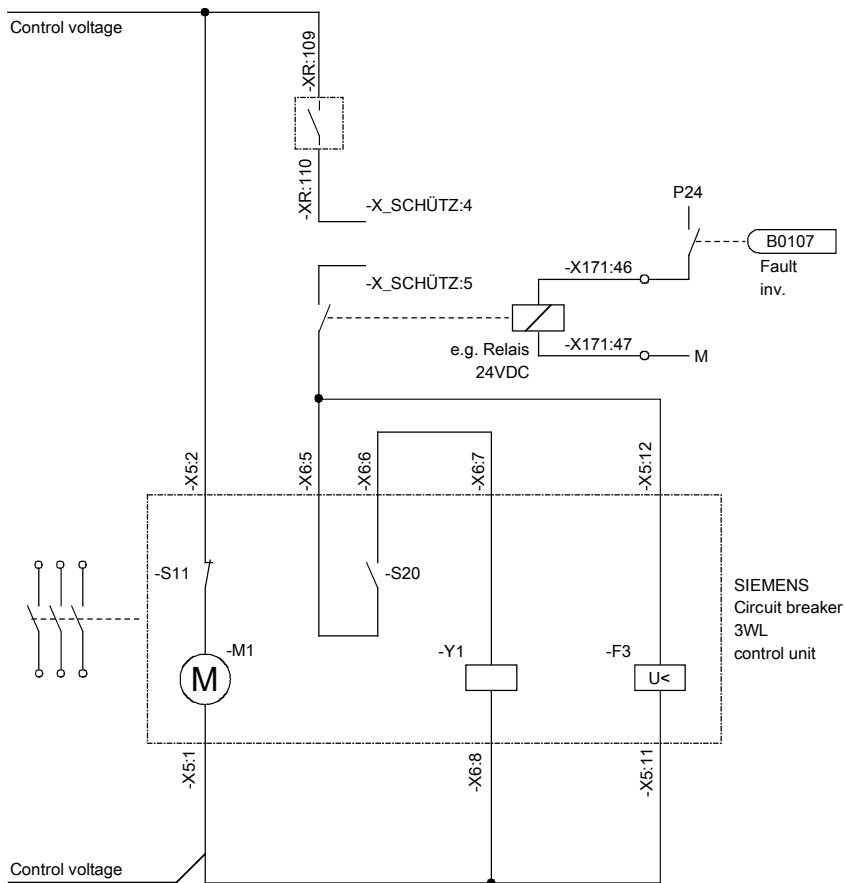 Control voltage
-XR:109
-XR:110
-X_SCHÜTZ:4
P24
B0107
Fault
inv.
-X171:46
-X_SCHÜTZ:5
e.g. Relais
24VDC
-X171:47
M
-X5:2
-X6:5
-X6:6
-X6:7
-X5:12
-S11
-S20
SIEMENS
Circuit breaker
3WL
control unit
-M1
M
-Y1
-F3
U<
-X5:1
-X6:8
-X5:11
Control voltage